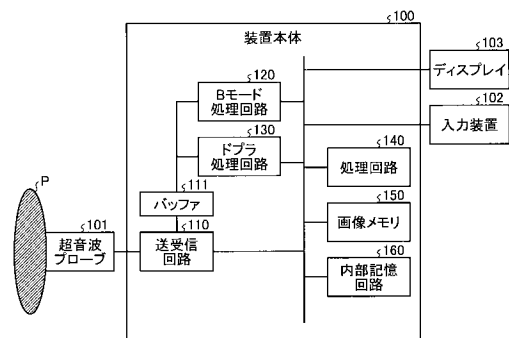 100
装置本体
103
ディスプレイ
120
Bモード
処理回路
102
入力装置
130
ドプラ
処理回路
140
処理回路
P
111
バッファ
150
画像メモリ
101
超音波
プローブ
110
送受信
回路
160
内部記憶
回路